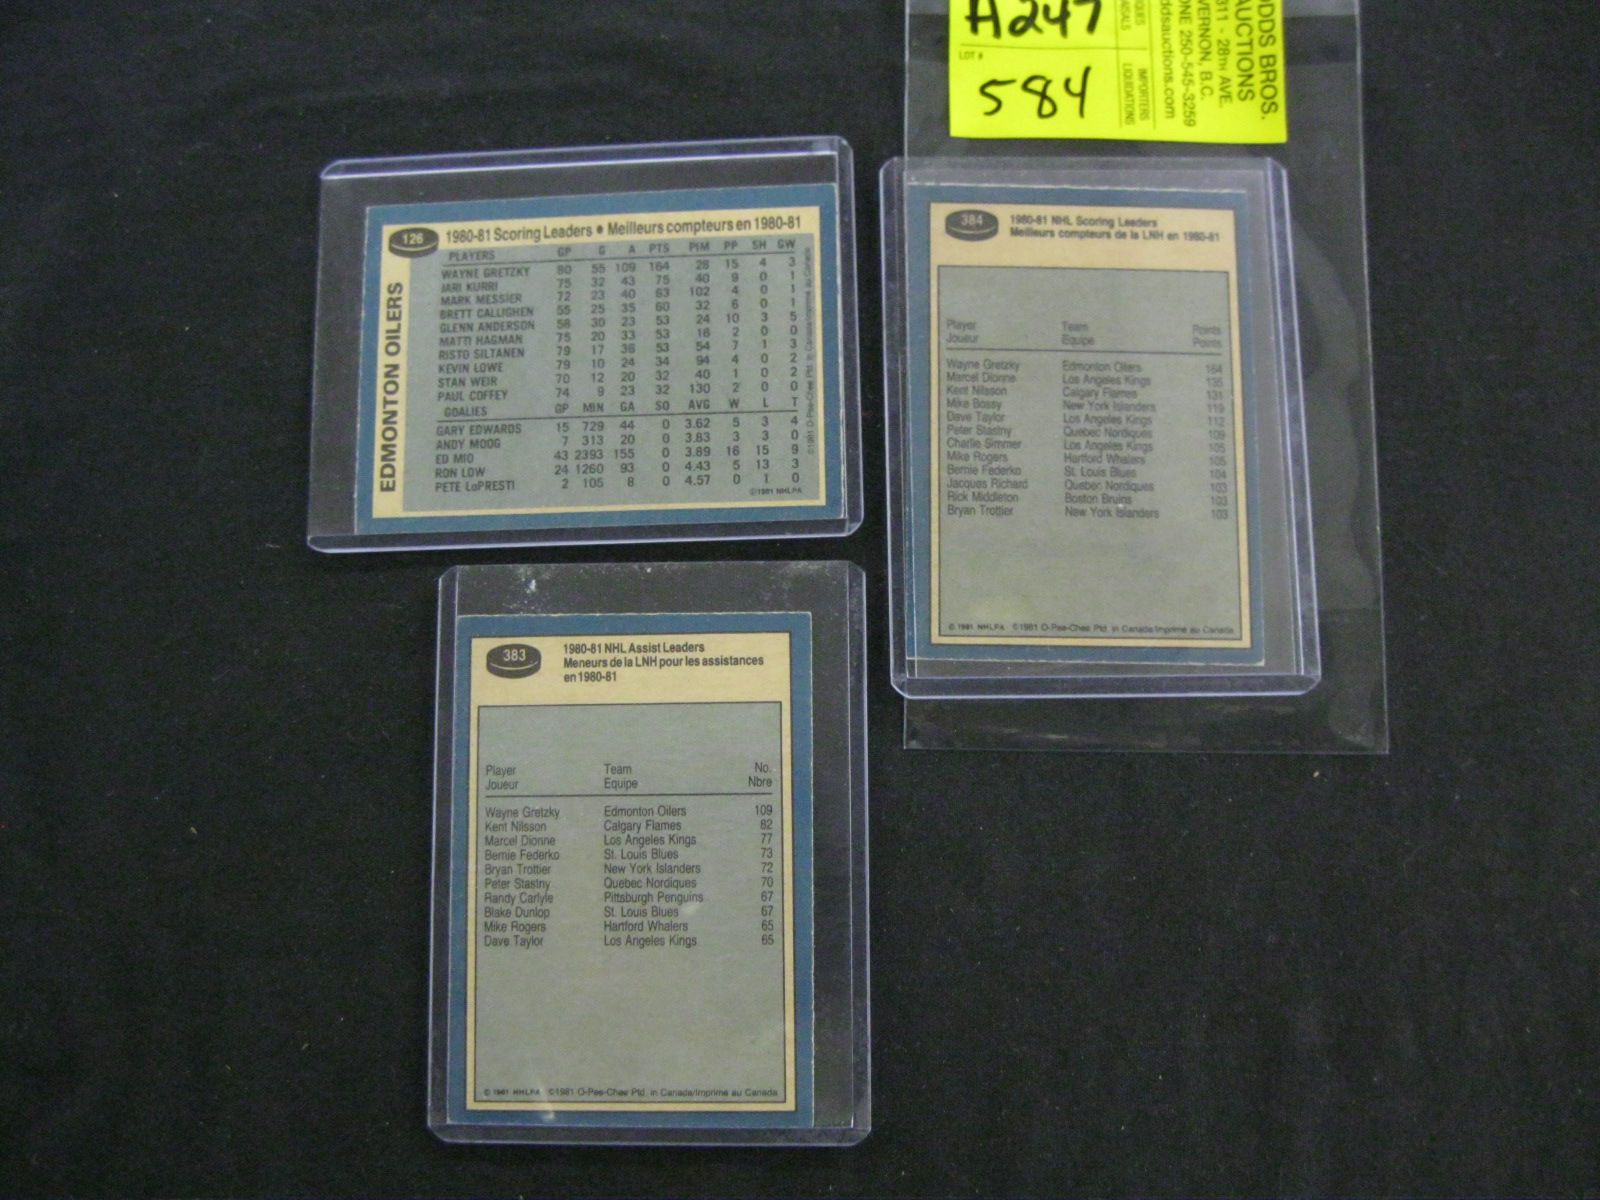 A247
LOT #
584
IMPORTERS
LIQUIDATIONS
ODDS BROS.
AUCTIONS
311 - 28TH AVE.
VERNON, B.C.
ONE 250-545-3259
ddsauctions.com
126
1980-81 Scoring Leaders • Meilleurs compteurs en 1980-81
EDMONTON OILERS
PLAYERS GP G A PTS PIM PP SH GW
WAYNE GRETZKY 80 55 109 164 28 15 4 3
JARI KURRI 75 32 43 75 40 9 0 1
MARK MESSIER 72 23 40 63 102 4 0 1
BRETT CALLIGHEN 55 25 35 60 32 6 0 1
GLENN ANDERSON 58 30 23 53 24 10 3 5
MATTI HAGMAN 75 20 33 53 16 2 0 0
RISTO SILTANEN 79 17 36 53 54 7 1 3
KEVIN LOWE 79 10 24 34 94 4 0 2
STAN WEIR 70 12 20 32 40 1 0 2
PAUL COFFEY 74 9 23 32 130 2 0 0
GOALIES GP MIN GA SO AVG W L T
GARY EDWARDS 15 729 44 0 3.62 5 3 4
ANDY MOOG 7 313 20 0 3.83 3 3 0
ED MIO 43 2393 155 0 3.89 16 15 9
RON LOW 24 1260 93 0 4.43 5 13 3
PETE LoPRESTI 2 105 8 0 4.57 0 1 0
©1981 NHLPA
©1981 O-Pee-Chee Ptd. in Canada/Imprimé au Canada
384
1980-81 NHL Scoring Leaders
Meilleurs compteurs de la LNH en 1980-81
Player Team Points
Joueur Equipe Points
Wayne Gretzky Edmonton Oilers 164
Marcel Dionne Los Angeles Kings 135
Kent Nilsson Calgary Flames 131
Mike Bossy New York Islanders 119
Dave Taylor Los Angeles Kings 112
Peter Stastny Quebec Nordiques 109
Charlie Simmer Los Angeles Kings 105
Mike Rogers Hartford Whalers 105
Bernie Federko St. Louis Blues 104
Jacques Richard Quebec Nordiques 103
Rick Middleton Boston Bruins 103
Bryan Trottier New York Islanders 103
© 1981 NHLPA ©1981 O-Pee-Chee Ptd. in Canada/Imprimé au Canada
383
1980-81 NHL Assist Leaders
Meneurs de la LNH pour les assistances
en 1980-81
Player Team No.
Joueur Equipe Nbre
Wayne Gretzky Edmonton Oilers 109
Kent Nilsson Calgary Flames 82
Marcel Dionne Los Angeles Kings 77
Bernie Federko St. Louis Blues 73
Bryan Trottier New York Islanders 72
Peter Stastny Quebec Nordiques 70
Randy Carlyle Pittsburgh Penguins 67
Blake Dunlop St. Louis Blues 67
Mike Rogers Hartford Whalers 65
Dave Taylor Los Angeles Kings 65
© 1981 NHLPA ©1981 O-Pee-Chee Ptd. in Canada/Imprimé au Canada